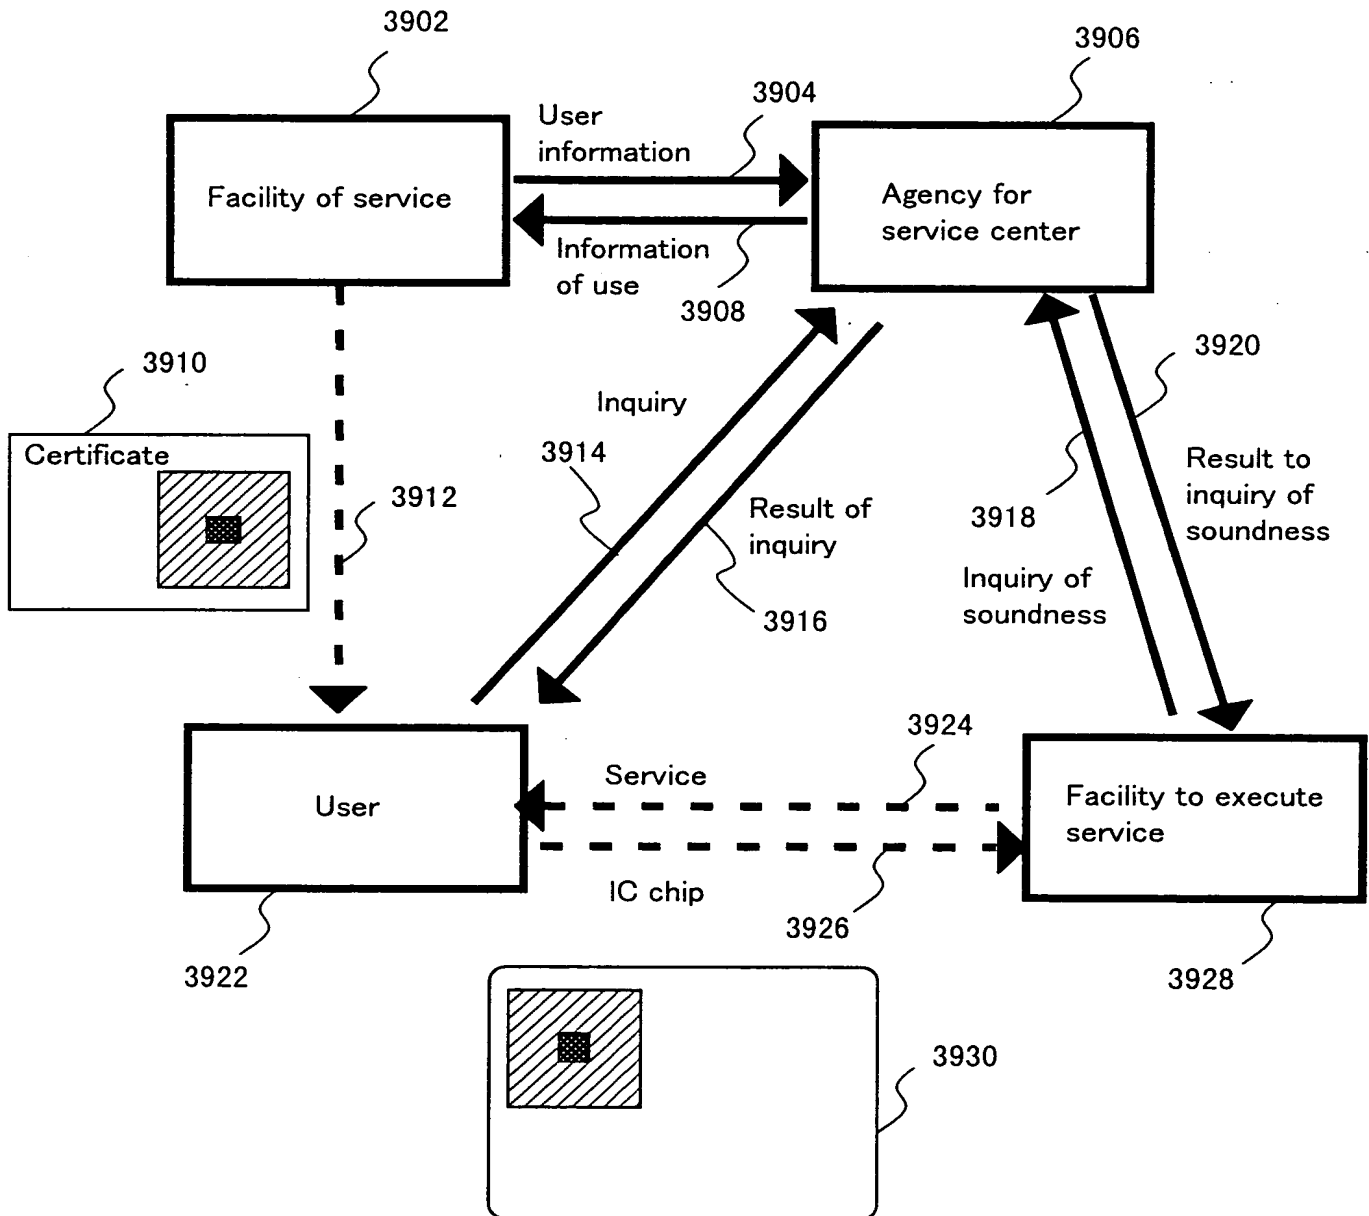 3902
3906
3904
User
information
Facility of service
Agency for
service center
Information
of use
3908
3910
3920
Inquiry
Certificate
3914
3912
Result of
inquiry
3918
Result to
inquiry of
soundness
Inquiry of
soundness
3916
3924
Service
User
Facility to execute
service
IC chip
3926
3922
3928
3930